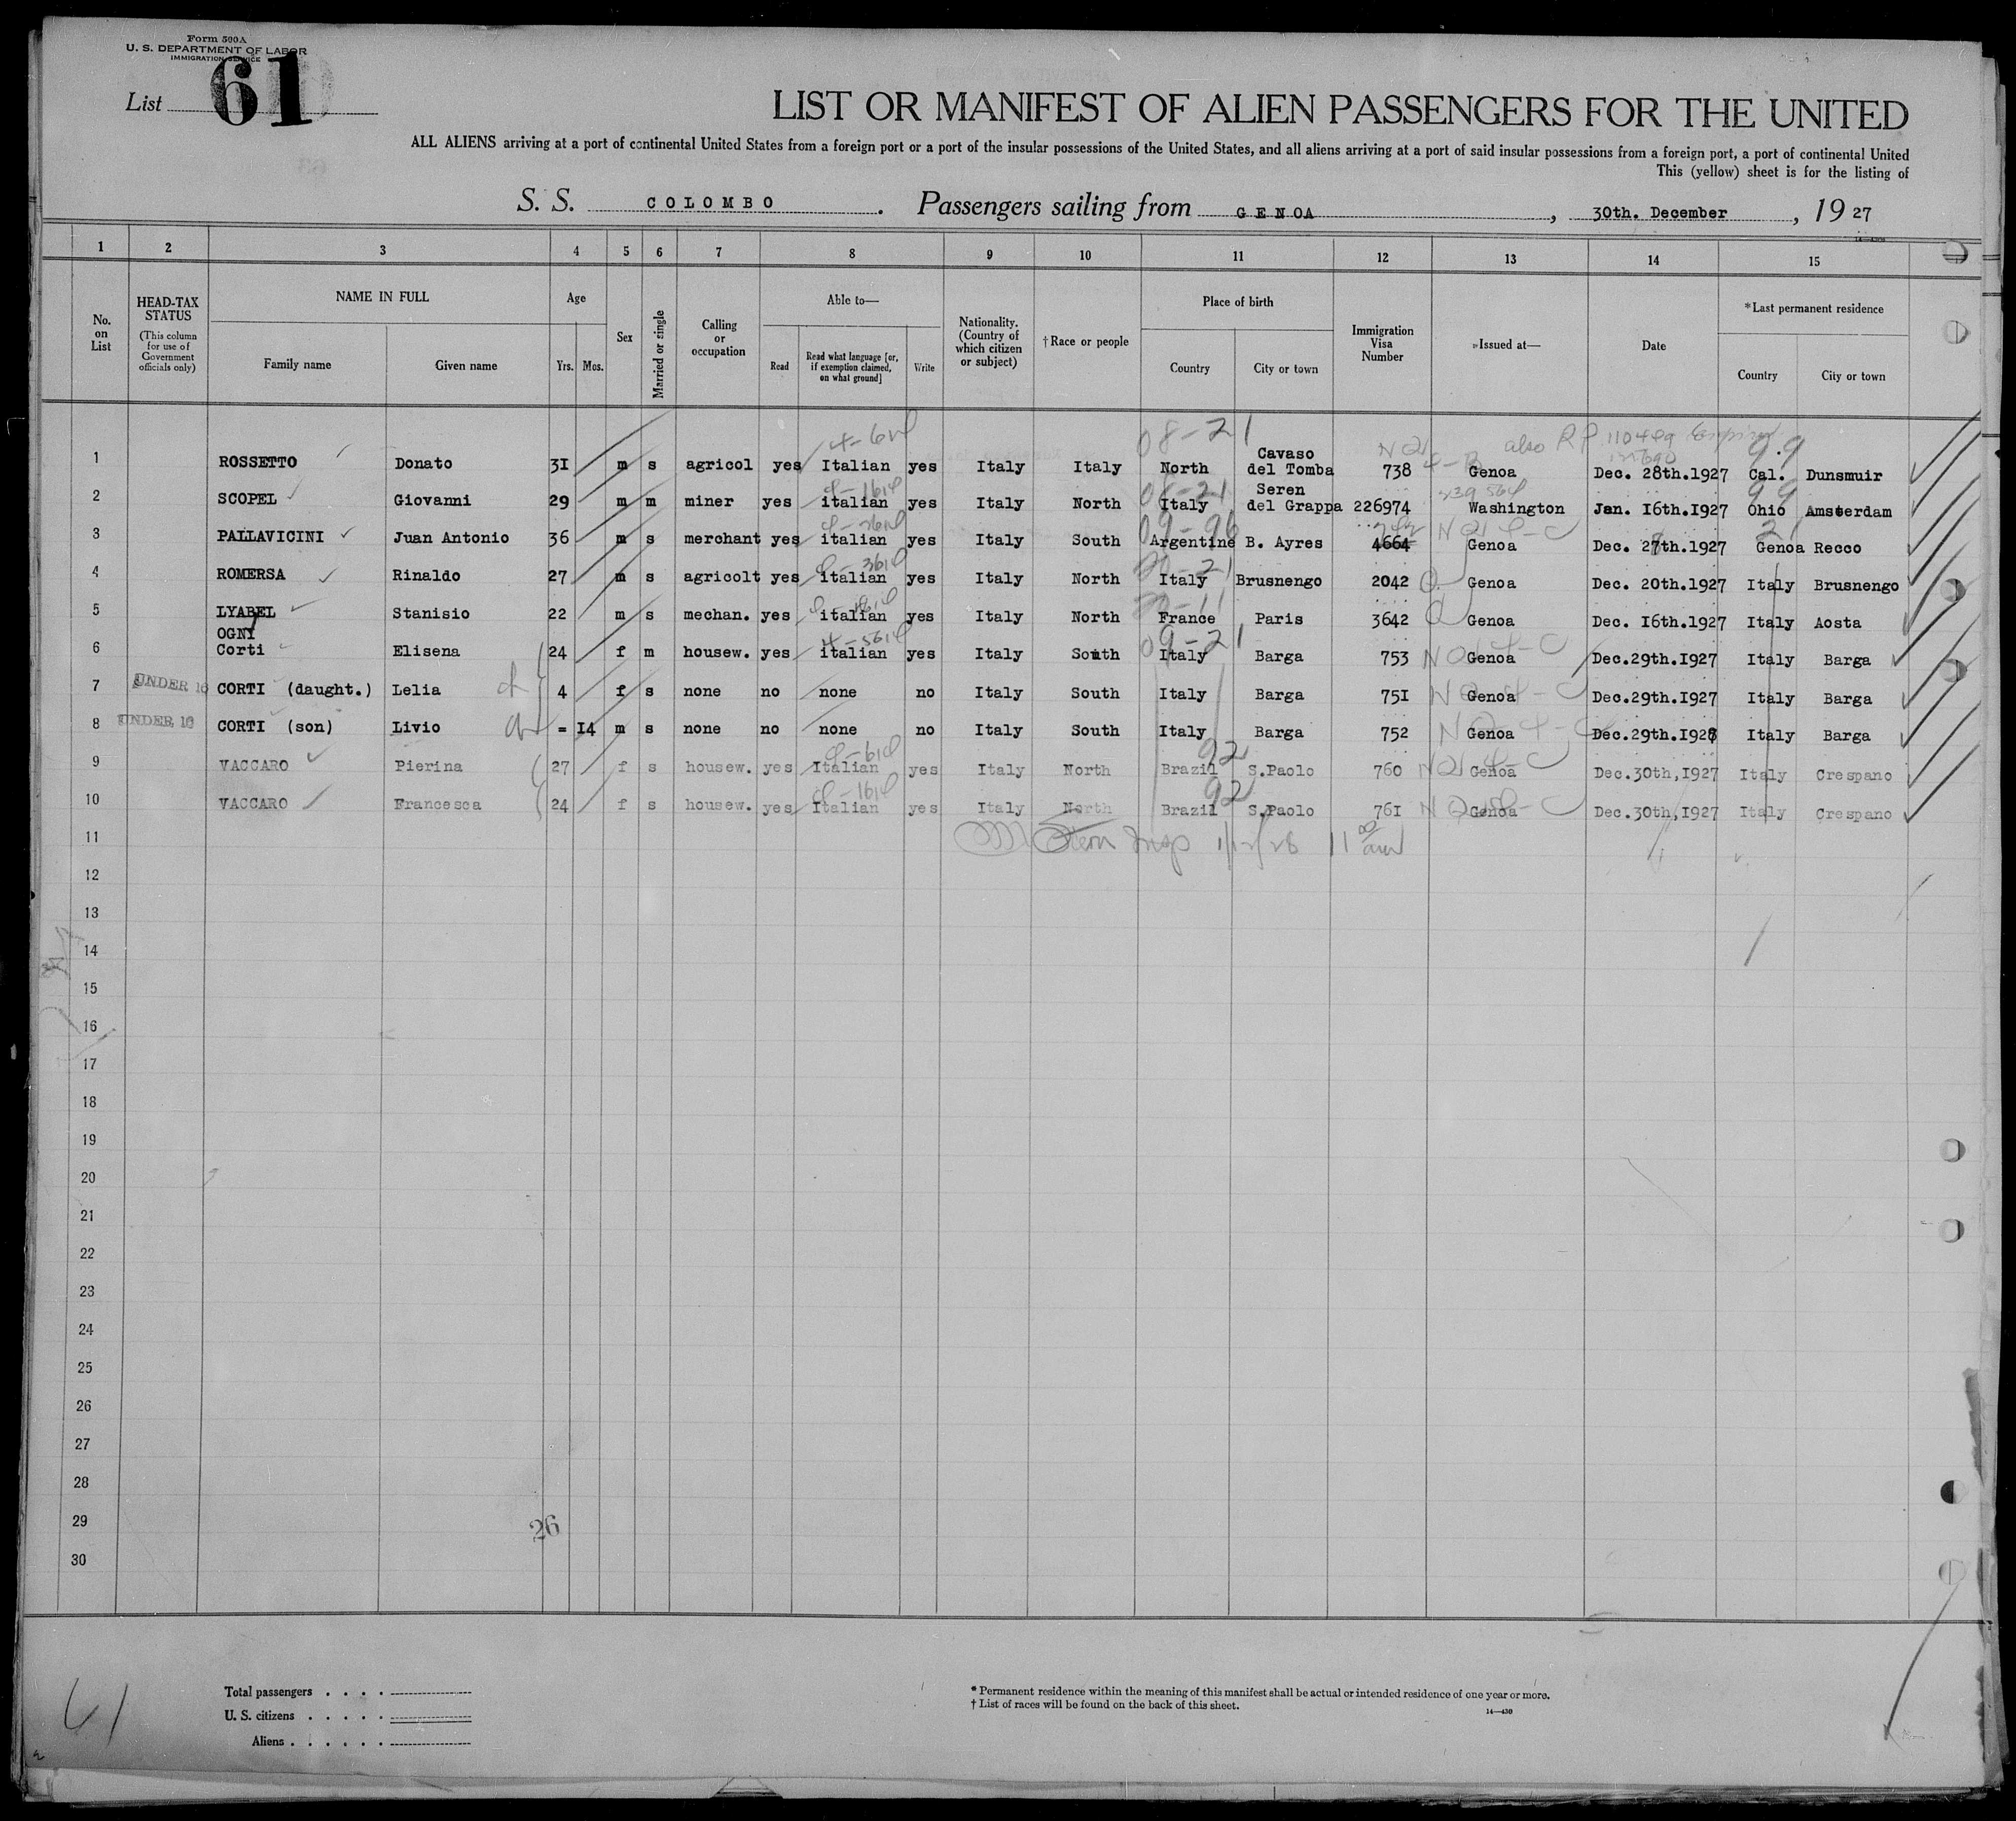 Form 500A
U. S. DEPARTMENT OF LABOR
IMMIGRATION SERVICE
List 61
LIST OR MANIFEST OF ALIEN PASSENGERS FOR THE UNITED
ALL ALIENS arriving at a port of continental United States from a foreign port or a port of the insular possessions of the United States, and all aliens arriving at a port of said insular possessions from a foreign port, a port of continental United
This (yellow) sheet is for the listing of
S. S. COLOMBO. Passengers sailing from GENOA, 30th. December, 19 27
1 2 3 4 5 6 7 8 9 10 11 12 13 14 15
No. on List
HEAD-TAX STATUS
(This column for use of Government officials only)
NAME IN FULL
Family name Given name
Age
Yrs. Mos.
Sex
Married or single
Calling or occupation
Able to—
Read
Read what language [or, if exemption claimed, on what ground]
Write
Nationality. (Country of which citizen or subject)
†Race or people
Place of birth
Country City or town
Immigration Visa Number
Issued at—
Date
*Last permanent residence
Country City or town
4-6
08-21
NQ
also RP 110489
99
1 ROSSETTO Donato 31 m s agricol yes Italian yes Italy Italy North Cavaso del Tomba 738 Genoa Dec. 28th.1927 Cal. Dunsmuir
2 SCOPEL Giovanni 29 m m miner yes italian yes Italy North Italy Seren del Grappa 226974 Washington Jan. 16th.1927 Ohio Amsterdam
3 PALLAVICINI Juan Antonio 36 m s merchant yes italian yes Italy South Argentine B. Ayres 4664 Genoa Dec. 27th.1927 Genoa Recco
4 ROMERSA Rinaldo 27 m s agricolt yes italian yes Italy North Italy Brusnengo 2042 Genoa Dec. 20th.1927 Italy Brusnengo
5 LYABEL Stanisio 22 m s mechan. yes italian yes Italy North France Paris 3642 Genoa Dec. 16th.1927 Italy Aosta
OGNI
6 Corti Elisena 24 f m housew. yes italian yes Italy South Italy Barga 753 Genoa Dec.29th.1927 Italy Barga
7 UNDER 16 CORTI (daught.) Lelia 4 f s none no none no Italy South Italy Barga 751 Genoa Dec.29th.1927 Italy Barga
8 UNDER 16 CORTI (son) Livio = 14 m s none no none no Italy South Italy Barga 752 Genoa Dec.29th.1927 Italy Barga
9 VACCARO Pierina 27 f s housew. yes Italian yes Italy North Brazil S.Paolo 760 Genoa Dec.30th,1927 Italy Crespano
10 VACCARO Francesca 24 f s housew. yes Italian yes Italy North Brazil S.Paolo 761 Genoa Dec.30th,1927 Italy Crespano
11
12
13
14
15
16
17
18
19
20
21
22
23
24
25
26
27
28
29
26
30
61
Total passengers . . . .
U. S. citizens . . . . .
Aliens . . . . . .
* Permanent residence within the meaning of this manifest shall be actual or intended residence of one year or more.
† List of races will be found on the back of this sheet.
14—430